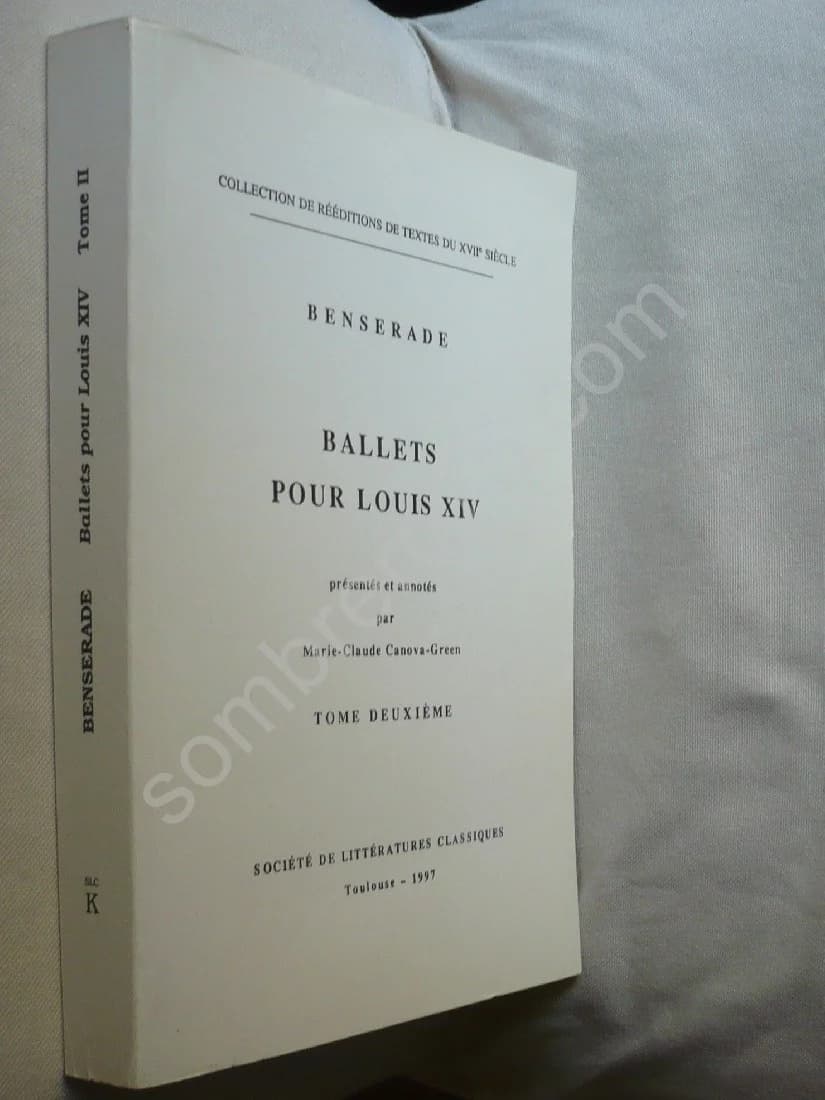 COLLECTION DE RÉÉDITIONS DE TEXTES DU XVIIe SIÈCLE
BENSERADE
BALLETS
POUR LOUIS XIV
présentés et annotés
par
Marie-Claude Canova-Green
TOME DEUXIÈME
SOCIÉTÉ DE LITTÉRATURES CLASSIQUES
Toulouse - 1997
BENSERADE Ballets pour Louis XIV Tome II
SLC
K